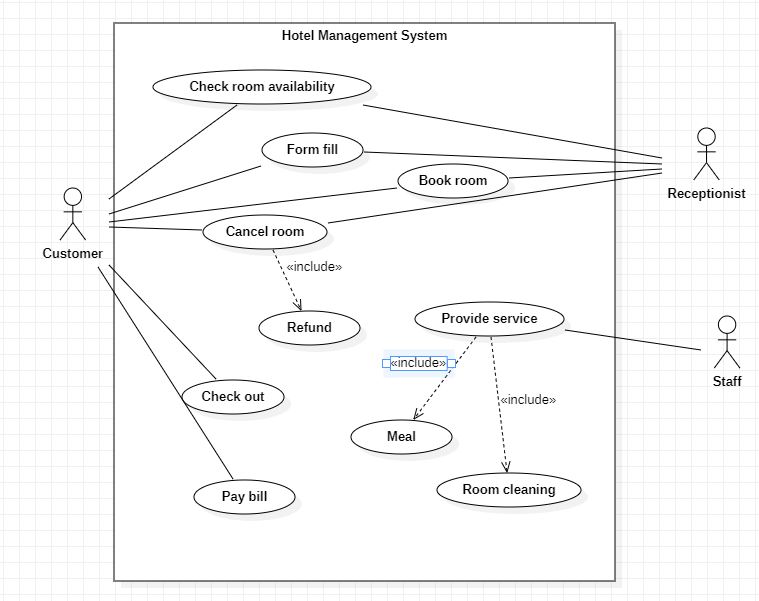 Hotel Management System
Check room availability
Form fill
Book room
Receptionist
Cancel room
Customer
«include»
Refund
Provide service
Staff
«include»
Check out
«include»
Meal
Room cleaning
Pay bill